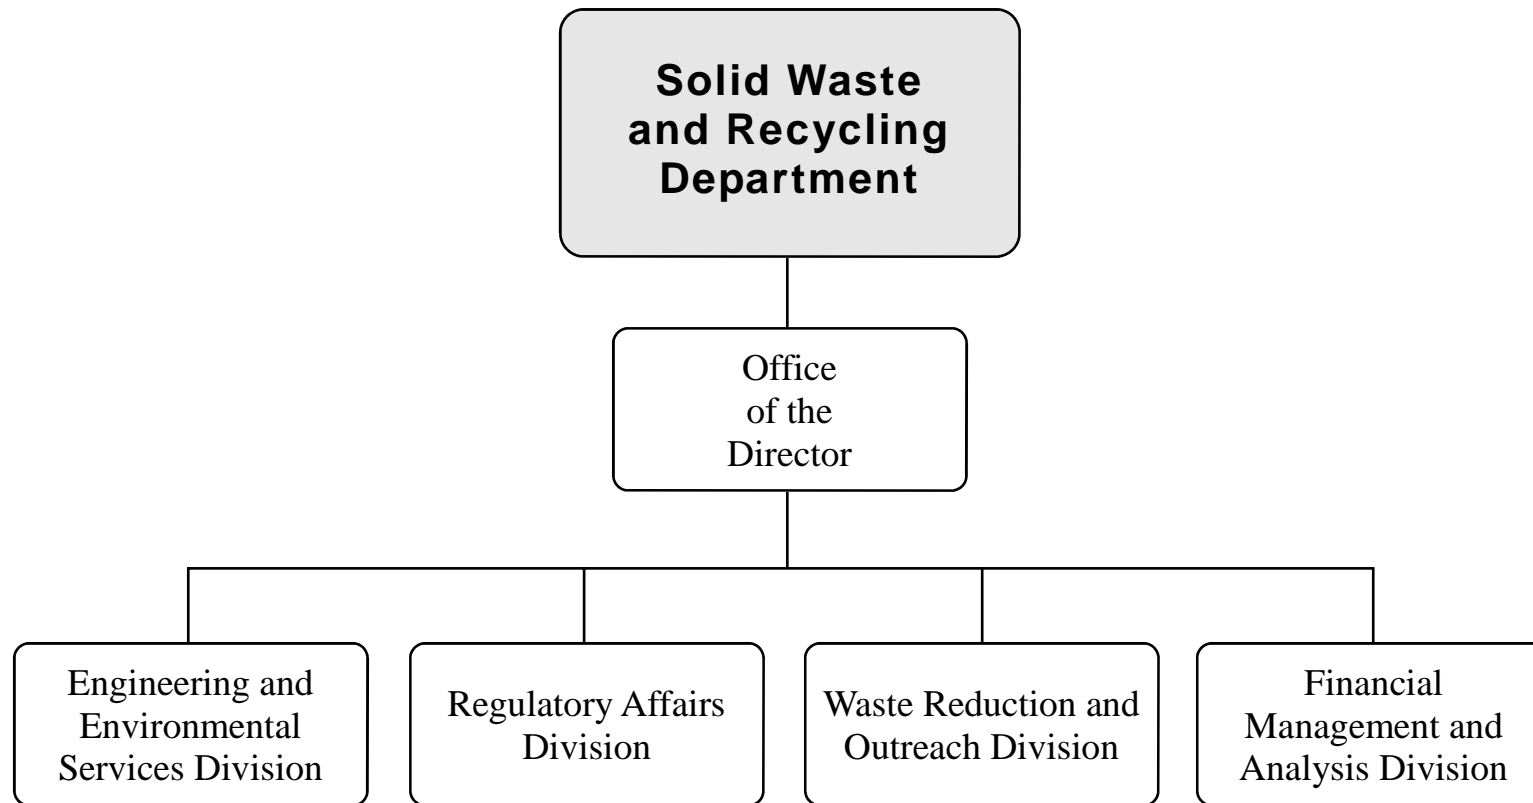 Solid Waste
and Recycling
Department
Office
of the
Director
Engineering and
Environmental
Services Division
Regulatory Affairs
Division
Waste Reduction and
Outreach Division
Financial
Management and
Analysis Division